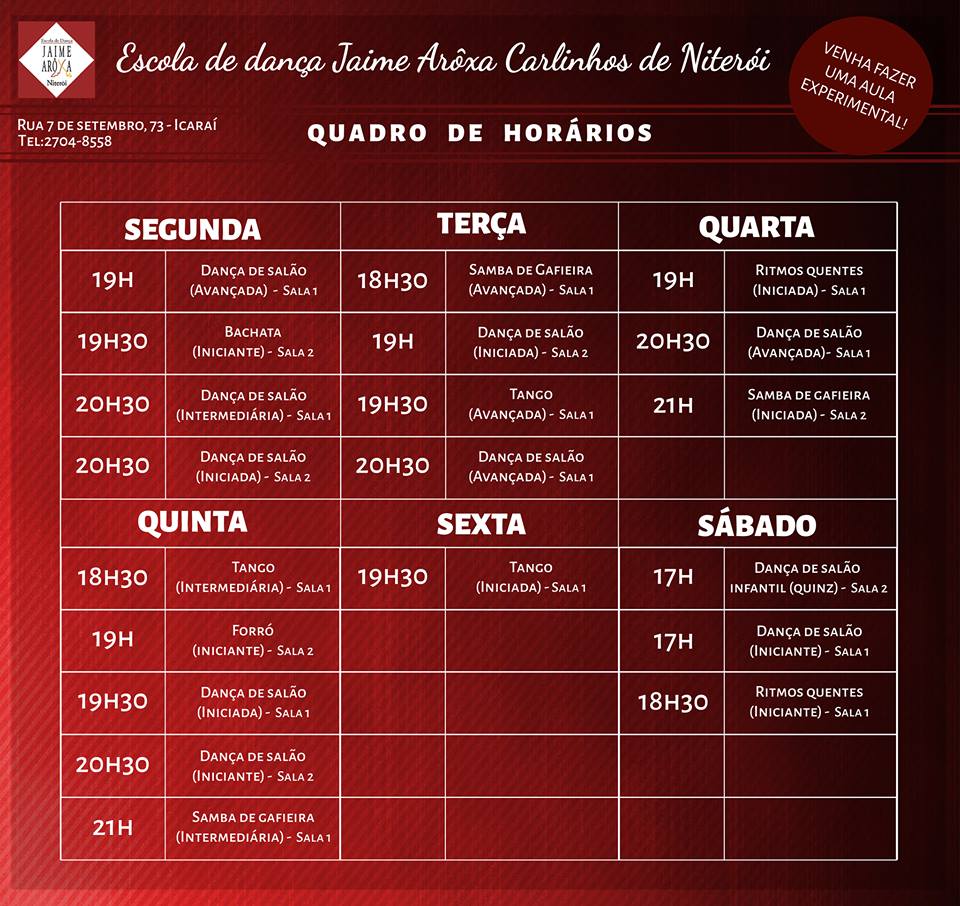 Escola de Dança
JAIME
ARÔXA
Niterói
Escola de dança Jaime Arôxa Carlinhos de Niterói
VENHA FAZER
UMA AULA
EXPERIMENTAL!
RUA 7 DE SETEMBRO, 73 - ICARAÍ
TEL:2704-8558
QUADRO DE HORÁRIOS
SEGUNDA
19H
DANÇA DE SALÃO
(AVANÇADA) - SALA 1
19H30
BACHATA
(INICIANTE) - SALA 2
20H30
DANÇA DE SALÃO
(INTERMEDIÁRIA) - SALA 1
20H30
DANÇA DE SALÃO
(INICIADA) - SALA 2
TERÇA
18H30
SAMBA DE GAFIEIRA
(AVANÇADA) - SALA 1
19H
DANÇA DE SALÃO
(INICIADA) - SALA 2
19H30
TANGO
(AVANÇADA) - SALA 1
20H30
DANÇA DE SALÃO
(AVANÇADA) - SALA 1
QUARTA
19H
RITMOS QUENTES
(INICIADA) - SALA 1
20H30
DANÇA DE SALÃO
(AVANÇADA)- SALA 1
21H
SAMBA DE GAFIEIRA
(INICIADA) - SALA 2
QUINTA
18H30
TANGO
(INTERMEDIÁRIA) - SALA 1
19H
FORRÓ
(INICIANTE) - SALA 2
19H30
DANÇA DE SALÃO
(INICIADA) - SALA 1
20H30
DANÇA DE SALÃO
(INICIANTE) - SALA 2
21H
SAMBA DE GAFIEIRA
(INTERMEDIÁRIA) - SALA 1
SEXTA
19H30
TANGO
(INICIADA) - SALA 1
SÁBADO
17H
DANÇA DE SALÃO
INFANTIL (QUINZ) - SALA 2
17H
DANÇA DE SALÃO
(INICIANTE) - SALA 1
18H30
RITMOS QUENTES
(INICIANTE) - SALA 1